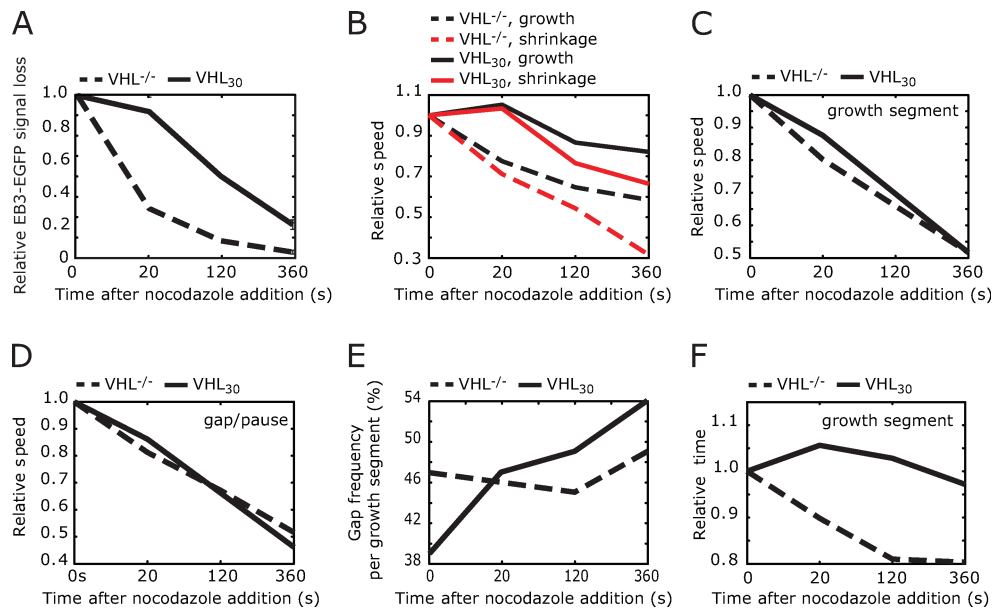 A
VHL-/- VHL30
Relative EB3-EGFP signal loss
1.0
0.8
0.6
0.4
0.2
0
0 20 120 360
Time after nocodazole addition (s)
B
VHL-/-, growth
VHL-/-, shrinkage
VHL30, growth
VHL30, shrinkage
Relative speed
1.1
0.9
0.7
0.5
0.3
0 20 120 360
Time after nocodazole addition (s)
C
VHL-/- VHL30
growth segment
Relative speed
1.0
0.9
0.8
0.7
0.6
0.5
0 20 120 360
Time after nocodazole addition (s)
D
VHL-/- VHL30
gap/pause
Relative speed
1.0
0.9
0.8
0.7
0.6
0.5
0.4
0s 20 120 360
Time after nocodazole addition (s)
E
VHL-/- VHL30
Gap frequency
per growth segment (%)
54
50
46
42
38
0 20 120 360
Time after nocodazole addition (s)
F
VHL-/- VHL30
growth segment
Relative time
1.1
1.0
0.9
0.8
0 20 120 360
Time after nocodazole addition (s)